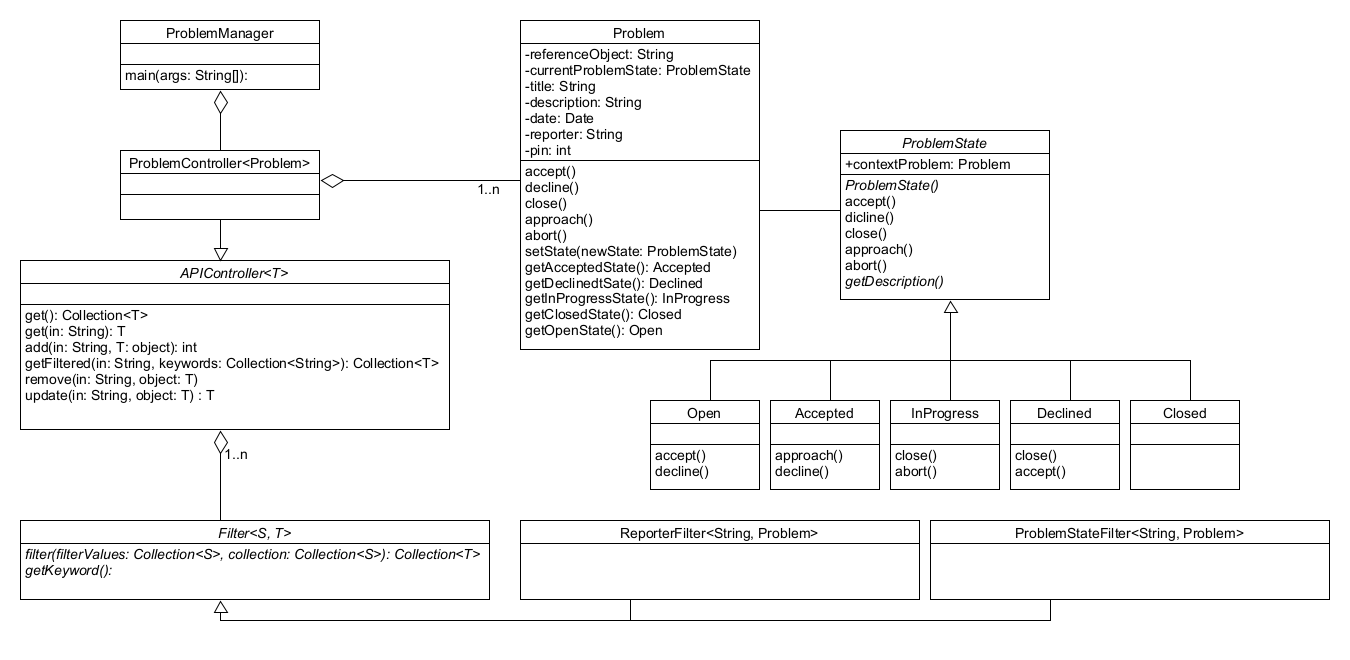 ProblemManager
main(args: String[]):
ProblemController<Problem>
1..n
APIController<T>
get(): Collection<T>
get(in: String): T
add(in: String, T: object): int
getFiltered(in: String, keywords: Collection<String>): Collection<T>
remove(in: String, object: T)
update(in: String, object: T) : T
1..n
Filter<S, T>
filter(filterValues: Collection<S>, collection: Collection<S>): Collection<T>
getKeyword():
Problem
-referenceObject: String
-currentProblemState: ProblemState
-title: String
-description: String
-date: Date
-reporter: String
-pin: int
accept()
decline()
close()
approach()
abort()
setState(newState: ProblemState)
getAcceptedState(): Accepted
getDeclinedtSate(): Declined
getInProgressState(): InProgress
getClosedState(): Closed
getOpenState(): Open
ProblemState
+contextProblem: Problem
ProblemState()
accept()
dicline()
close()
approach()
abort()
getDescription()
Open
accept()
decline()
Accepted
approach()
decline()
InProgress
close()
abort()
Declined
close()
accept()
Closed
ReporterFilter<String, Problem>
ProblemStateFilter<String, Problem>